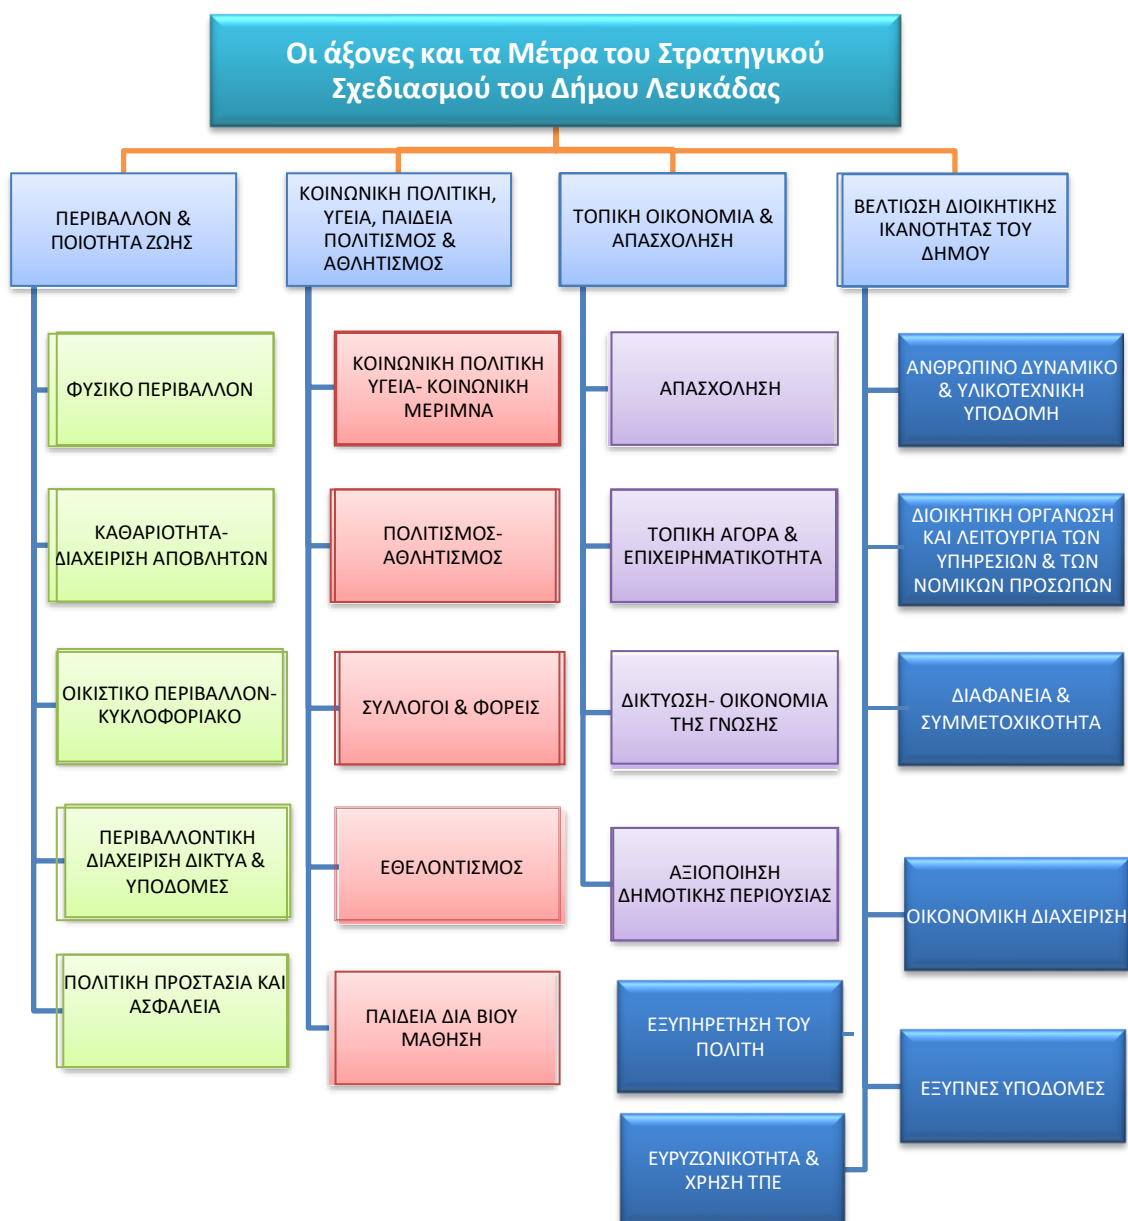 Οι άξονες και τα Μέτρα του Στρατηγικού
Σχεδιασμού του Δήμου Λευκάδας
ΠΕΡΙΒΑΛΛΟΝ &
ΠΟΙΟΤΗΤΑ ΖΩΗΣ
ΚΟΙΝΩΝΙΚΗ ΠΟΛΙΤΙΚΗ,
ΥΓΕΙΑ, ΠΑΙΔΕΙΑ
ΠΟΛΙΤΙΣΜΟΣ &
ΑΘΛΗΤΙΣΜΟΣ
ΤΟΠΙΚΗ ΟΙΚΟΝΟΜΙΑ &
ΑΠΑΣΧΟΛΗΣΗ
ΒΕΛΤΙΩΣΗ ΔΙΟΙΚΗΤΙΚΗΣ
ΙΚΑΝΟΤΗΤΑΣ ΤΟΥ
ΔΗΜΟΥ
ΦΥΣΙΚΟ ΠΕΡΙΒΑΛΛΟΝ
ΚΑΘΑΡΙΟΤΗΤΑ-
ΔΙΑΧΕΙΡΙΣΗ ΑΠΟΒΛΗΤΩΝ
ΟΙΚΙΣΤΙΚΟ ΠΕΡΙΒΑΛΛΟΝ-
ΚΥΚΛΟΦΟΡΙΑΚΟ
ΠΕΡΙΒΑΛΛΟΝΤΙΚΗ
ΔΙΑΧΕΙΡΙΣΗ ΔΙΚΤΥΑ &
ΥΠΟΔΟΜΕΣ
ΠΟΛΙΤΙΚΗ ΠΡΟΣΤΑΣΙΑ ΚΑΙ
ΑΣΦΑΛΕΙΑ
ΚΟΙΝΩΝΙΚΗ ΠΟΛΙΤΙΚΗ
ΥΓΕΙΑ- ΚΟΙΝΩΝΙΚΗ
ΜΕΡΙΜΝΑ
ΠΟΛΙΤΙΣΜΟΣ-
ΑΘΛΗΤΙΣΜΟΣ
ΣΥΛΛΟΓΟΙ & ΦΟΡΕΙΣ
ΕΘΕΛΟΝΤΙΣΜΟΣ
ΠΑΙΔΕΙΑ ΔΙΑ ΒΙΟΥ
ΜΑΘΗΣΗ
ΑΠΑΣΧΟΛΗΣΗ
ΤΟΠΙΚΗ ΑΓΟΡΑ &
ΕΠΙΧΕΙΡΗΜΑΤΙΚΟΤΗΤΑ
ΔΙΚΤΥΩΣΗ- ΟΙΚΟΝΟΜΙΑ
ΤΗΣ ΓΝΩΣΗΣ
ΑΞΙΟΠΟΙΗΣΗ
ΔΗΜΟΤΙΚΗΣ ΠΕΡΙΟΥΣΙΑΣ
ΑΝΘΡΩΠΙΝΟ ΔΥΝΑΜΙΚΟ
& ΥΛΙΚΟΤΕΧΝΙΚΗ
ΥΠΟΔΟΜΗ
ΔΙΟΙΚΗΤΙΚΗ ΟΡΓΑΝΩΣΗ
ΚΑΙ ΛΕΙΤΟΥΡΓΙΑ ΤΩΝ
ΥΠΗΡΕΣΙΩΝ & ΤΩΝ
ΝΟΜΙΚΩΝ ΠΡΟΣΩΠΩΝ
ΔΙΑΦΑΝΕΙΑ &
ΣΥΜΜΕΤΟΧΙΚΟΤΗΤΑ
ΟΙΚΟΝΟΜΙΚΗ ΔΙΑΧΕΙΡΙΣΗ
ΕΞΥΠΗΡΕΤΗΣΗ ΤΟΥ
ΠΟΛΙΤΗ
ΕΞΥΠΝΕΣ ΥΠΟΔΟΜΕΣ
ΕΥΡΥΖΩΝΙΚΟΤΗΤΑ &
ΧΡΗΣΗ ΤΠΕ